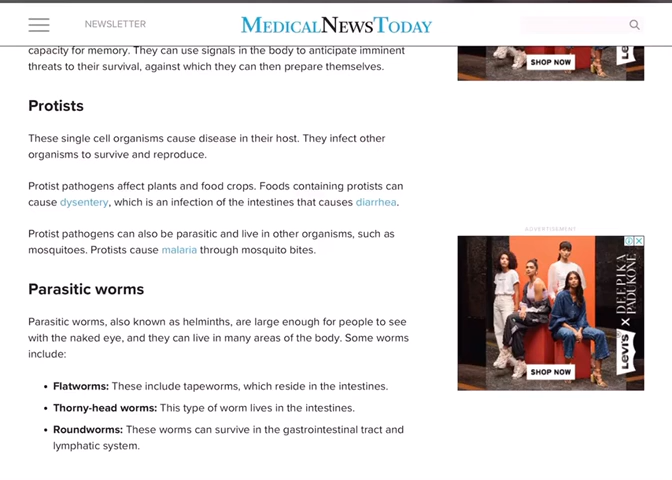 NEWSLETTER
MEDICALNEWSTODAY
capacity for memory. They can use signals in the body to anticipate imminent
threats to their survival, against which they can then prepare themselves.
SHOP NOW
Levi's
Protists
These single cell organisms cause disease in their host. They infect other
organisms to survive and reproduce.
Protist pathogens affect plants and food crops. Foods containing protists can
cause dysentery, which is an infection of the intestines that causes diarrhea.
Protist pathogens can also be parasitic and live in other organisms, such as
mosquitoes. Protists cause malaria through mosquito bites.
ADVERTISEMENT
Levi's X DEEPIKA
PADUKONE
SHOP NOW
Parasitic worms
Parasitic worms, also known as helminths, are large enough for people to see
with the naked eye, and they can live in many areas of the body. Some worms
include:
• Flatworms: These include tapeworms, which reside in the intestines.
• Thorny-head worms: This type of worm lives in the intestines.
• Roundworms: These worms can survive in the gastrointestinal tract and
lymphatic system.